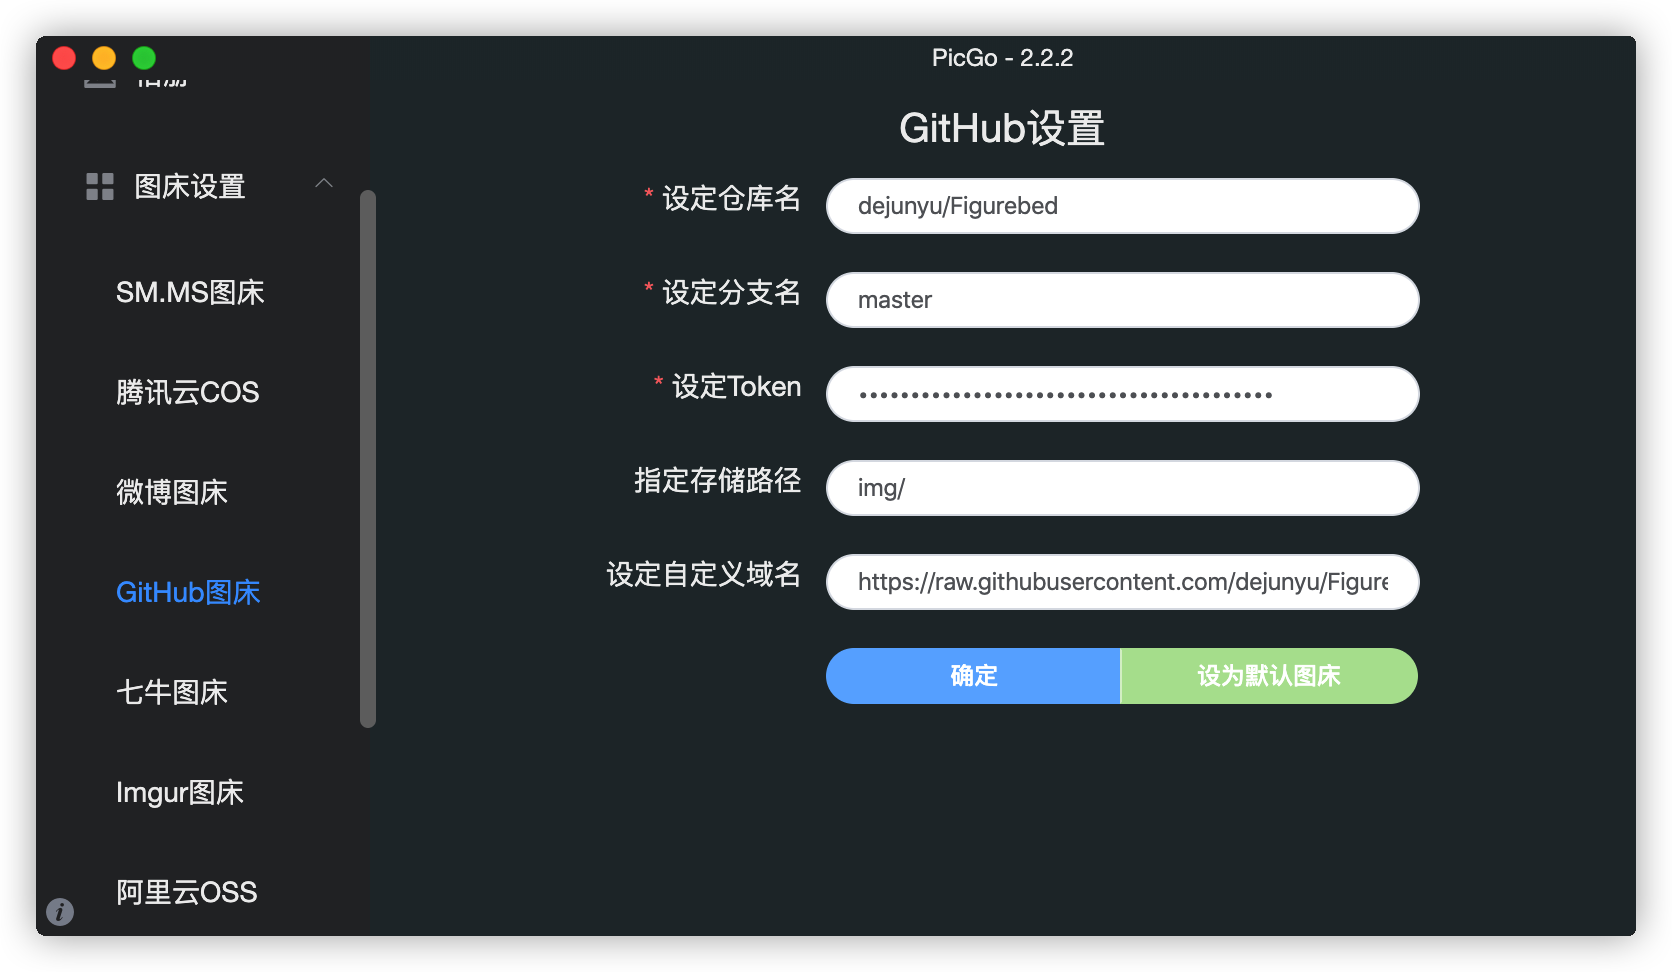 PicGo - 2.2.2
相册
图床设置
SM.MS图床
腾讯云COS
微博图床
GitHub图床
七牛图床
Imgur图床
阿里云OSS
GitHub设置
* 设定仓库名
dejunyu/Figurebed
* 设定分支名
master
* 设定Token
••••••••••••••••••••••••••••••••••••••••
指定存储路径
img/
设定自定义域名
https://raw.githubusercontent.com/dejunyu/Figure
确定
设为默认图床